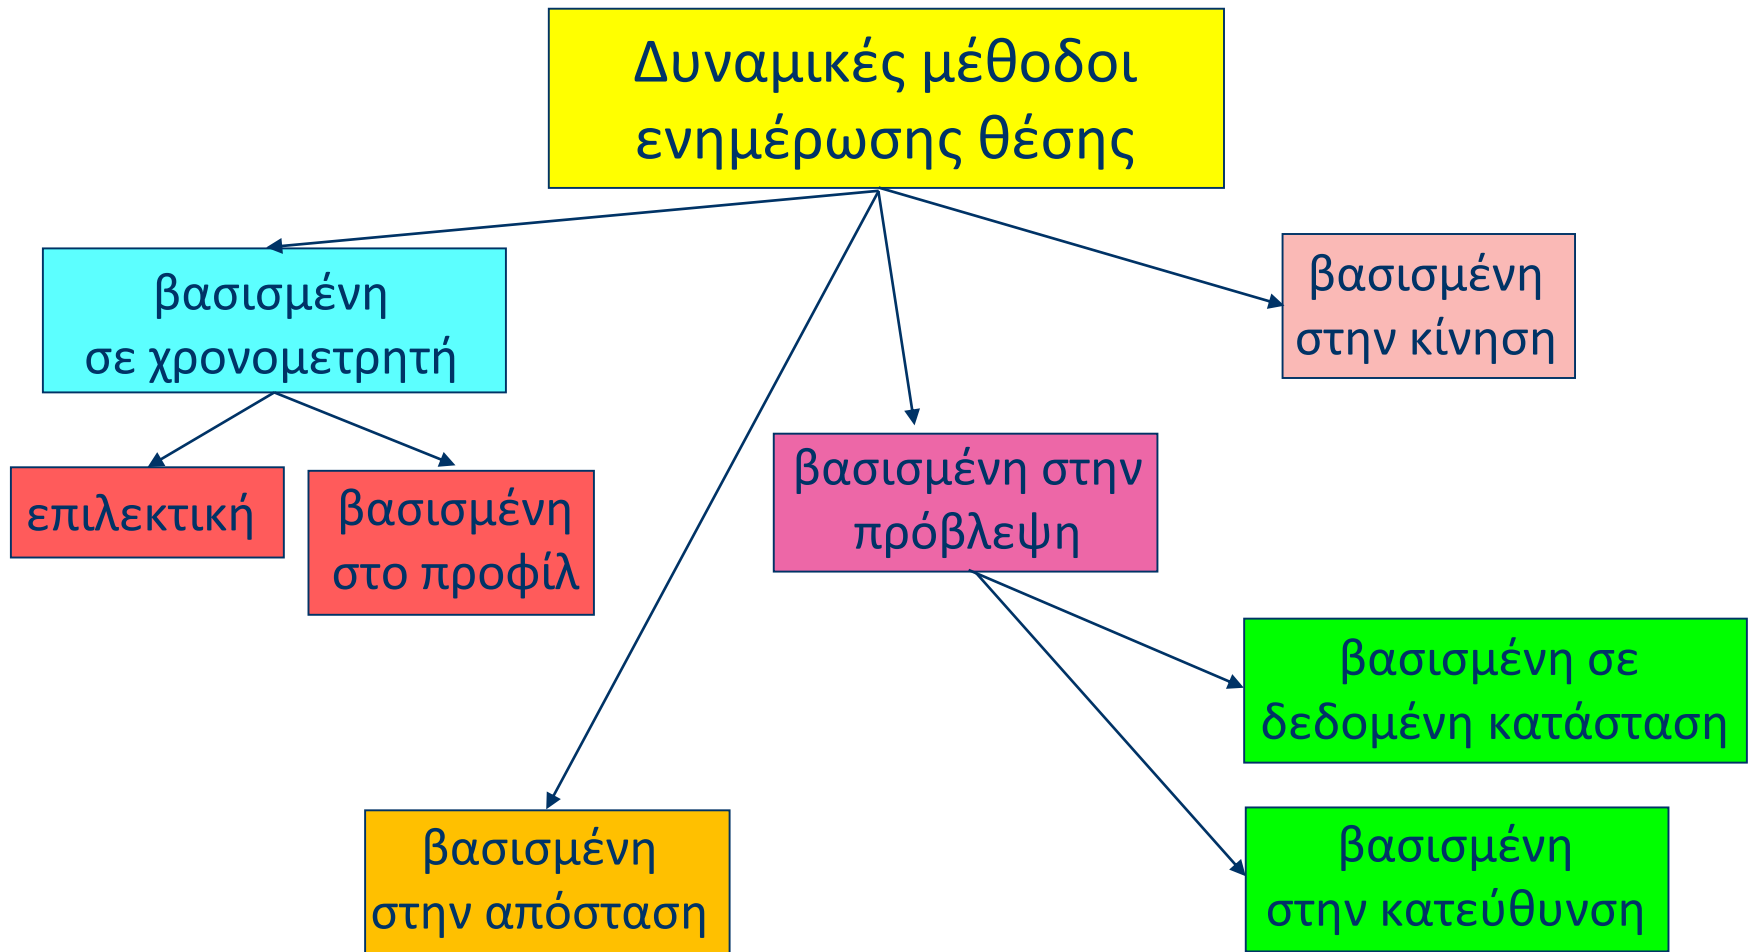 Δυναμικές μέθοδοι
ενημέρωσης θέσης
βασισμένη
σε χρονομετρητή
βασισμένη
στην κίνηση
επιλεκτική
βασισμένη
στο προφίλ
βασισμένη στην
πρόβλεψη
βασισμένη σε
δεδομένη κατάσταση
βασισμένη
στην απόσταση
βασισμένη
στην κατεύθυνση